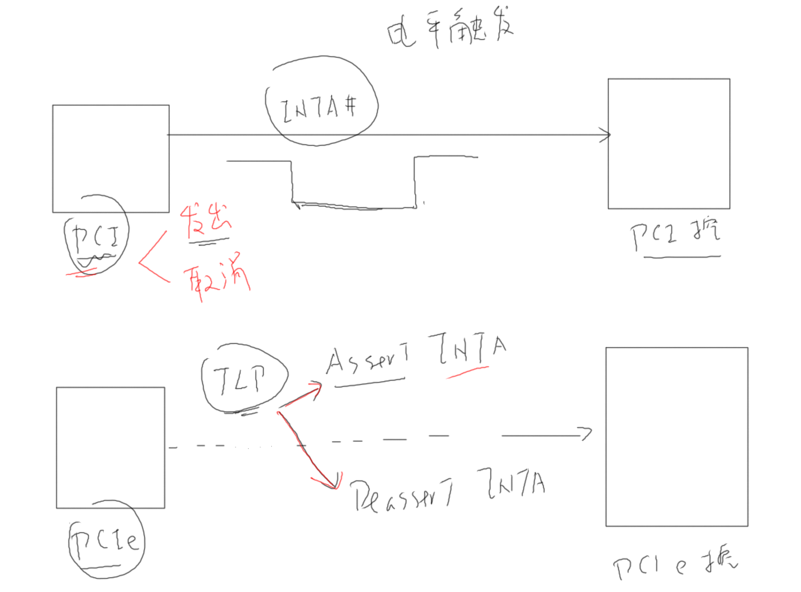 电平触发
INTA#
PCI
发出
取消
PCI 控
TLP
Assert INTA
Deassert INTA
PCIe
PCIe 控